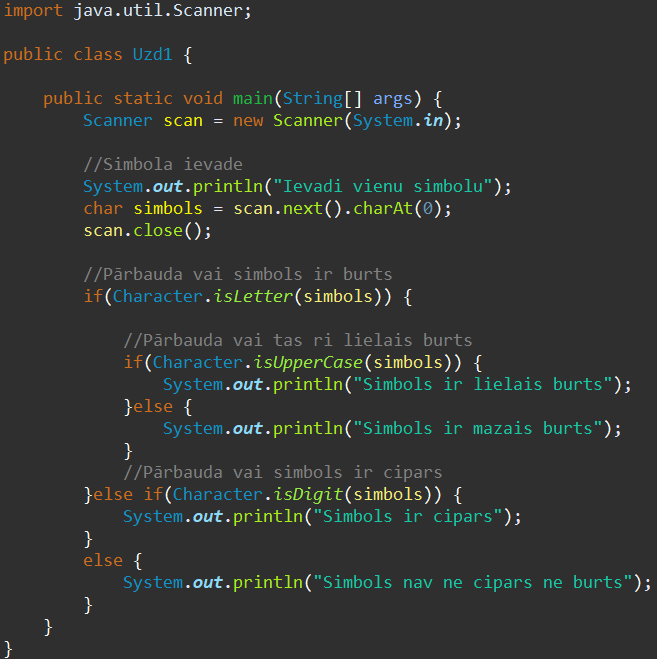 import java.util.Scanner;

public class Uzd1 {

    public static void main(String[] args) {
        Scanner scan = new Scanner(System.in);

        //Simbola ievade
        System.out.println("Ievadi vienu simbolu");
        char simbols = scan.next().charAt(0);
        scan.close();

        //Pārbauda vai simbols ir burts
        if(Character.isLetter(simbols)) {

            //Pārbauda vai tas ri lielais burts
            if(Character.isUpperCase(simbols)) {
                System.out.println("Simbols ir lielais burts");
            }else {
                System.out.println("Simbols ir mazais burts");
            }
            //Pārbauda vai simbols ir cipars
        }else if(Character.isDigit(simbols)) {
            System.out.println("Simbols ir cipars");
        }
        else {
            System.out.println("Simbols nav ne cipars ne burts");
        }
    }
}